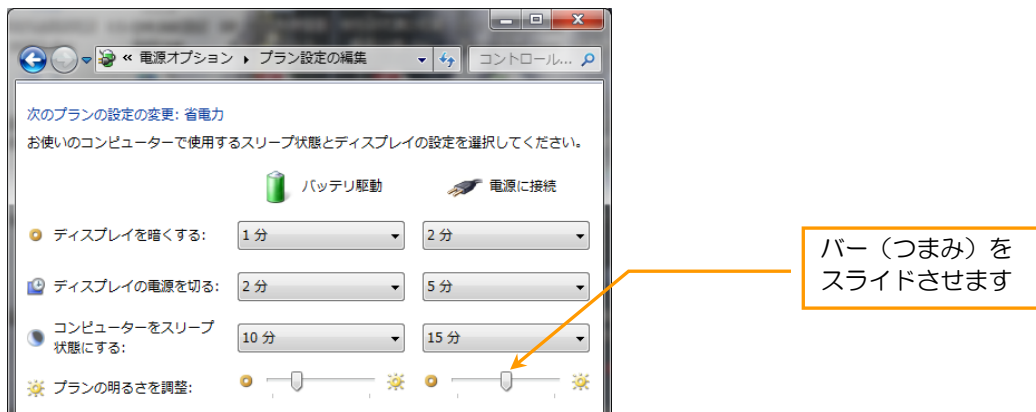 « 電源オプション ▸ プラン設定の編集
コントロール...
次のプランの設定の変更: 省電力
お使いのコンピューターで使用するスリープ状態とディスプレイの設定を選択してください。
バッテリ駆動 電源に接続
ディスプレイを暗くする: 1 分 2 分
ディスプレイの電源を切る: 2 分 5 分
コンピューターをスリープ
状態にする: 10 分 15 分
プランの明るさを調整:
バー（つまみ）を
スライドさせます